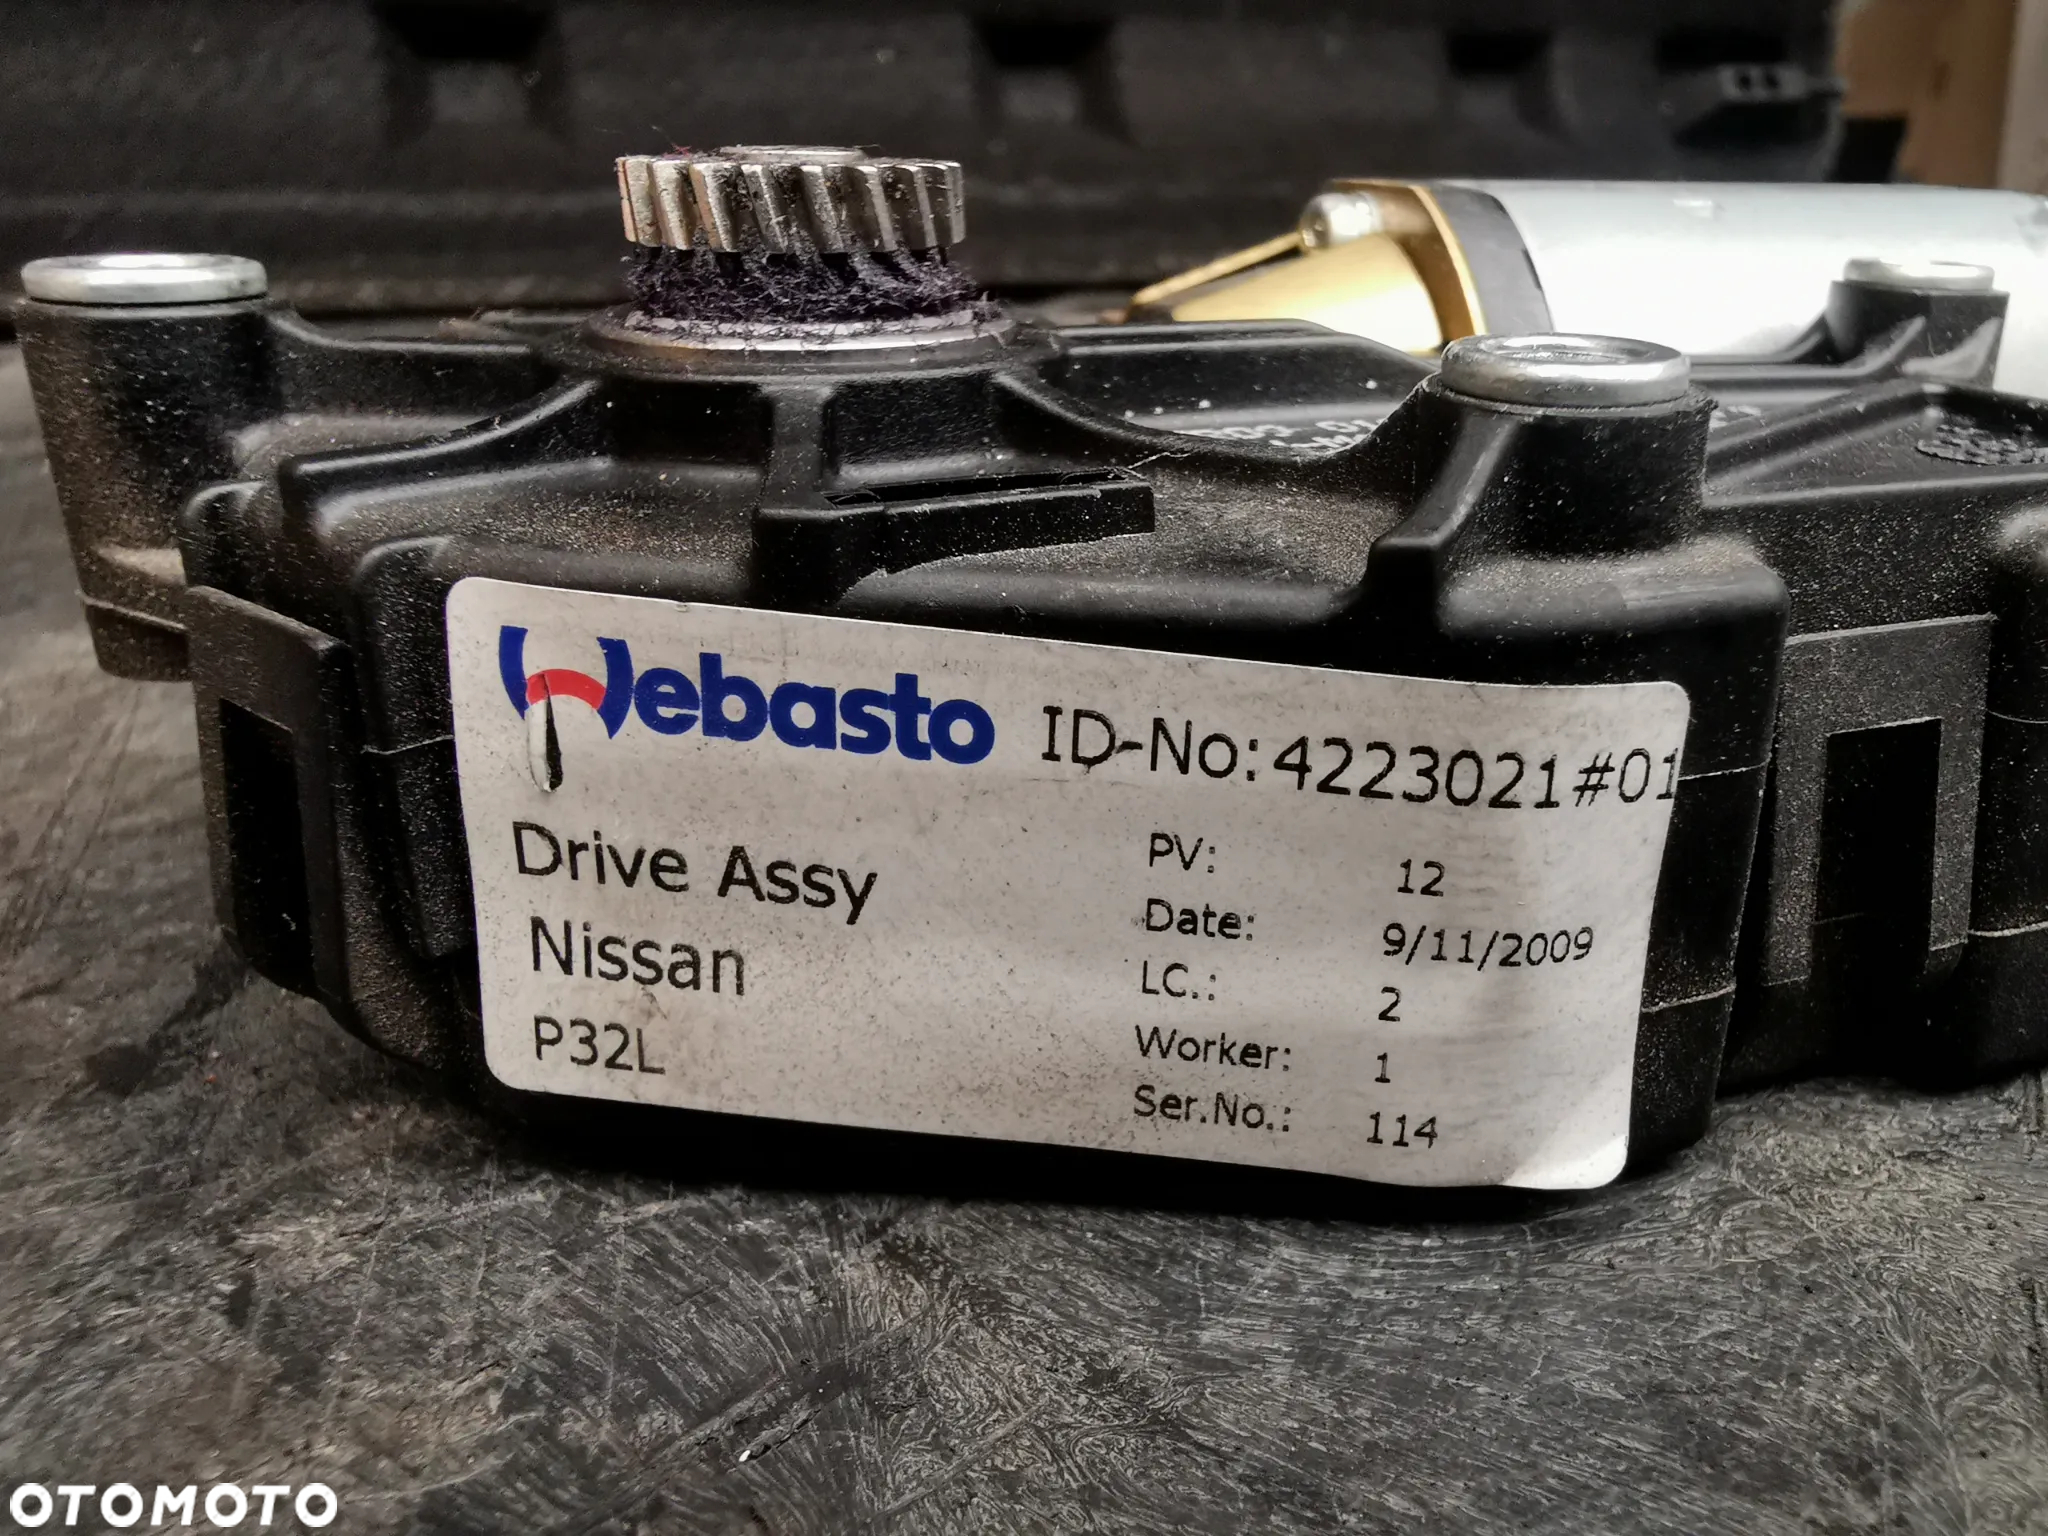 Webasto
ID-No: 4223021#01
Drive Assy
Nissan
P32L
PV: 12
Date: 9/11/2009
LC.: 2
Worker: 1
Ser.No.: 114
OTOMOTO